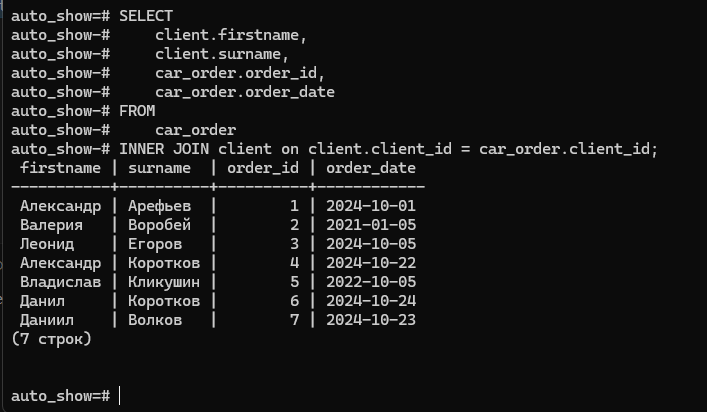 auto_show=# SELECT
auto_show-#     client.firstname,
auto_show-#     client.surname,
auto_show-#     car_order.order_id,
auto_show-#     car_order.order_date
auto_show-# FROM
auto_show-#     car_order
auto_show-# INNER JOIN client on client.client_id = car_order.client_id;
 firstname | surname  | order_id | order_date
-----------+----------+----------+------------
 Александр | Арефьев  |        1 | 2024-10-01
 Валерия   | Воробей  |        2 | 2021-01-05
 Леонид    | Егоров   |        3 | 2024-10-05
 Александр | Коротков |        4 | 2024-10-22
 Владислав | Кликушин |        5 | 2022-10-05
 Данил     | Коротков |        6 | 2024-10-24
 Даниил    | Волков   |        7 | 2024-10-23
(7 строк)
auto_show=#